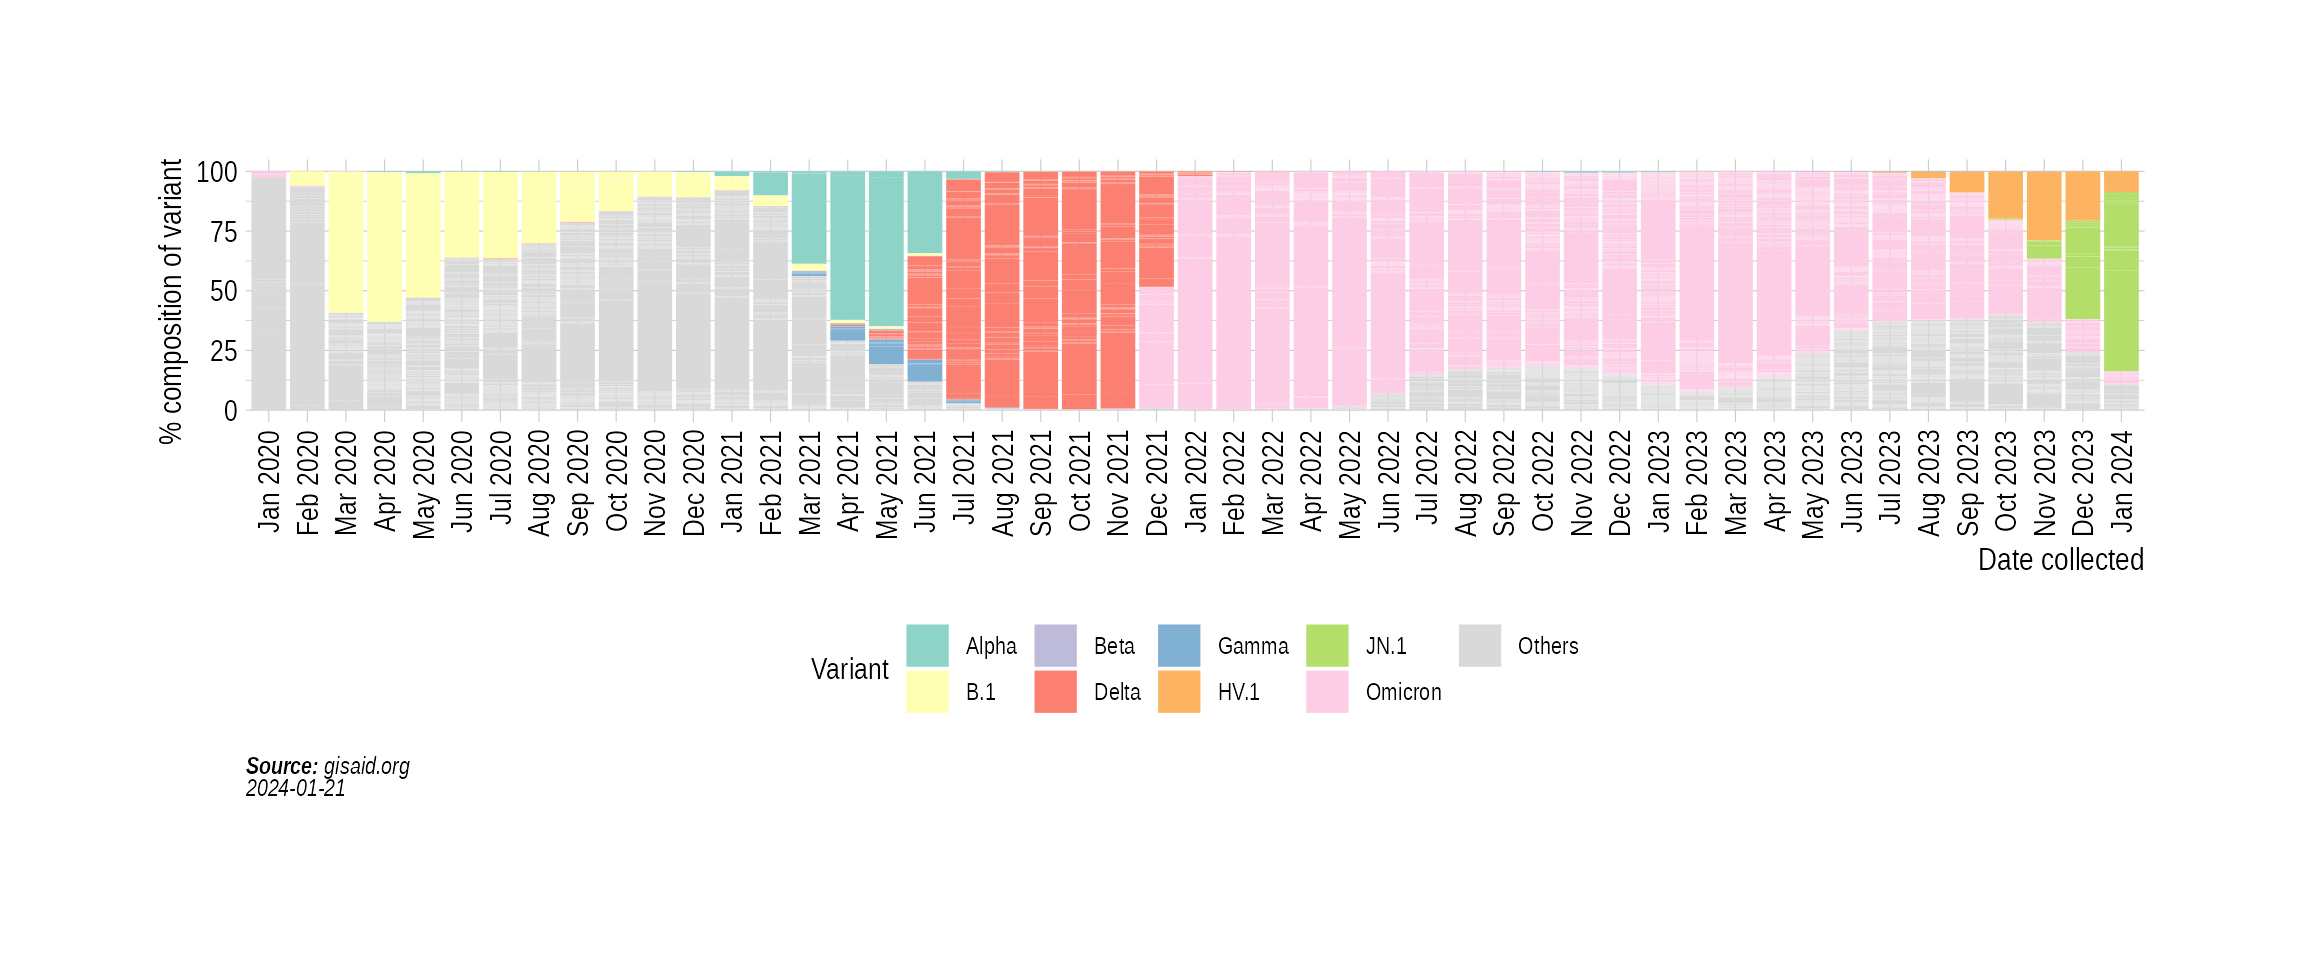 % composition of variant
100
75
50
25
0
Jan 2020
Feb 2020
Mar 2020
Apr 2020
May 2020
Jun 2020
Jul 2020
Aug 2020
Sep 2020
Oct 2020
Nov 2020
Dec 2020
Jan 2021
Feb 2021
Mar 2021
Apr 2021
May 2021
Jun 2021
Jul 2021
Aug 2021
Sep 2021
Oct 2021
Nov 2021
Dec 2021
Jan 2022
Feb 2022
Mar 2022
Apr 2022
May 2022
Jun 2022
Jul 2022
Aug 2022
Sep 2022
Oct 2022
Nov 2022
Dec 2022
Jan 2023
Feb 2023
Mar 2023
Apr 2023
May 2023
Jun 2023
Jul 2023
Aug 2023
Sep 2023
Oct 2023
Nov 2023
Dec 2023
Jan 2024
Date collected
Variant
Alpha Beta Gamma JN.1 Others
B.1 Delta HV.1 Omicron
Source: gisaid.org
2024-01-21